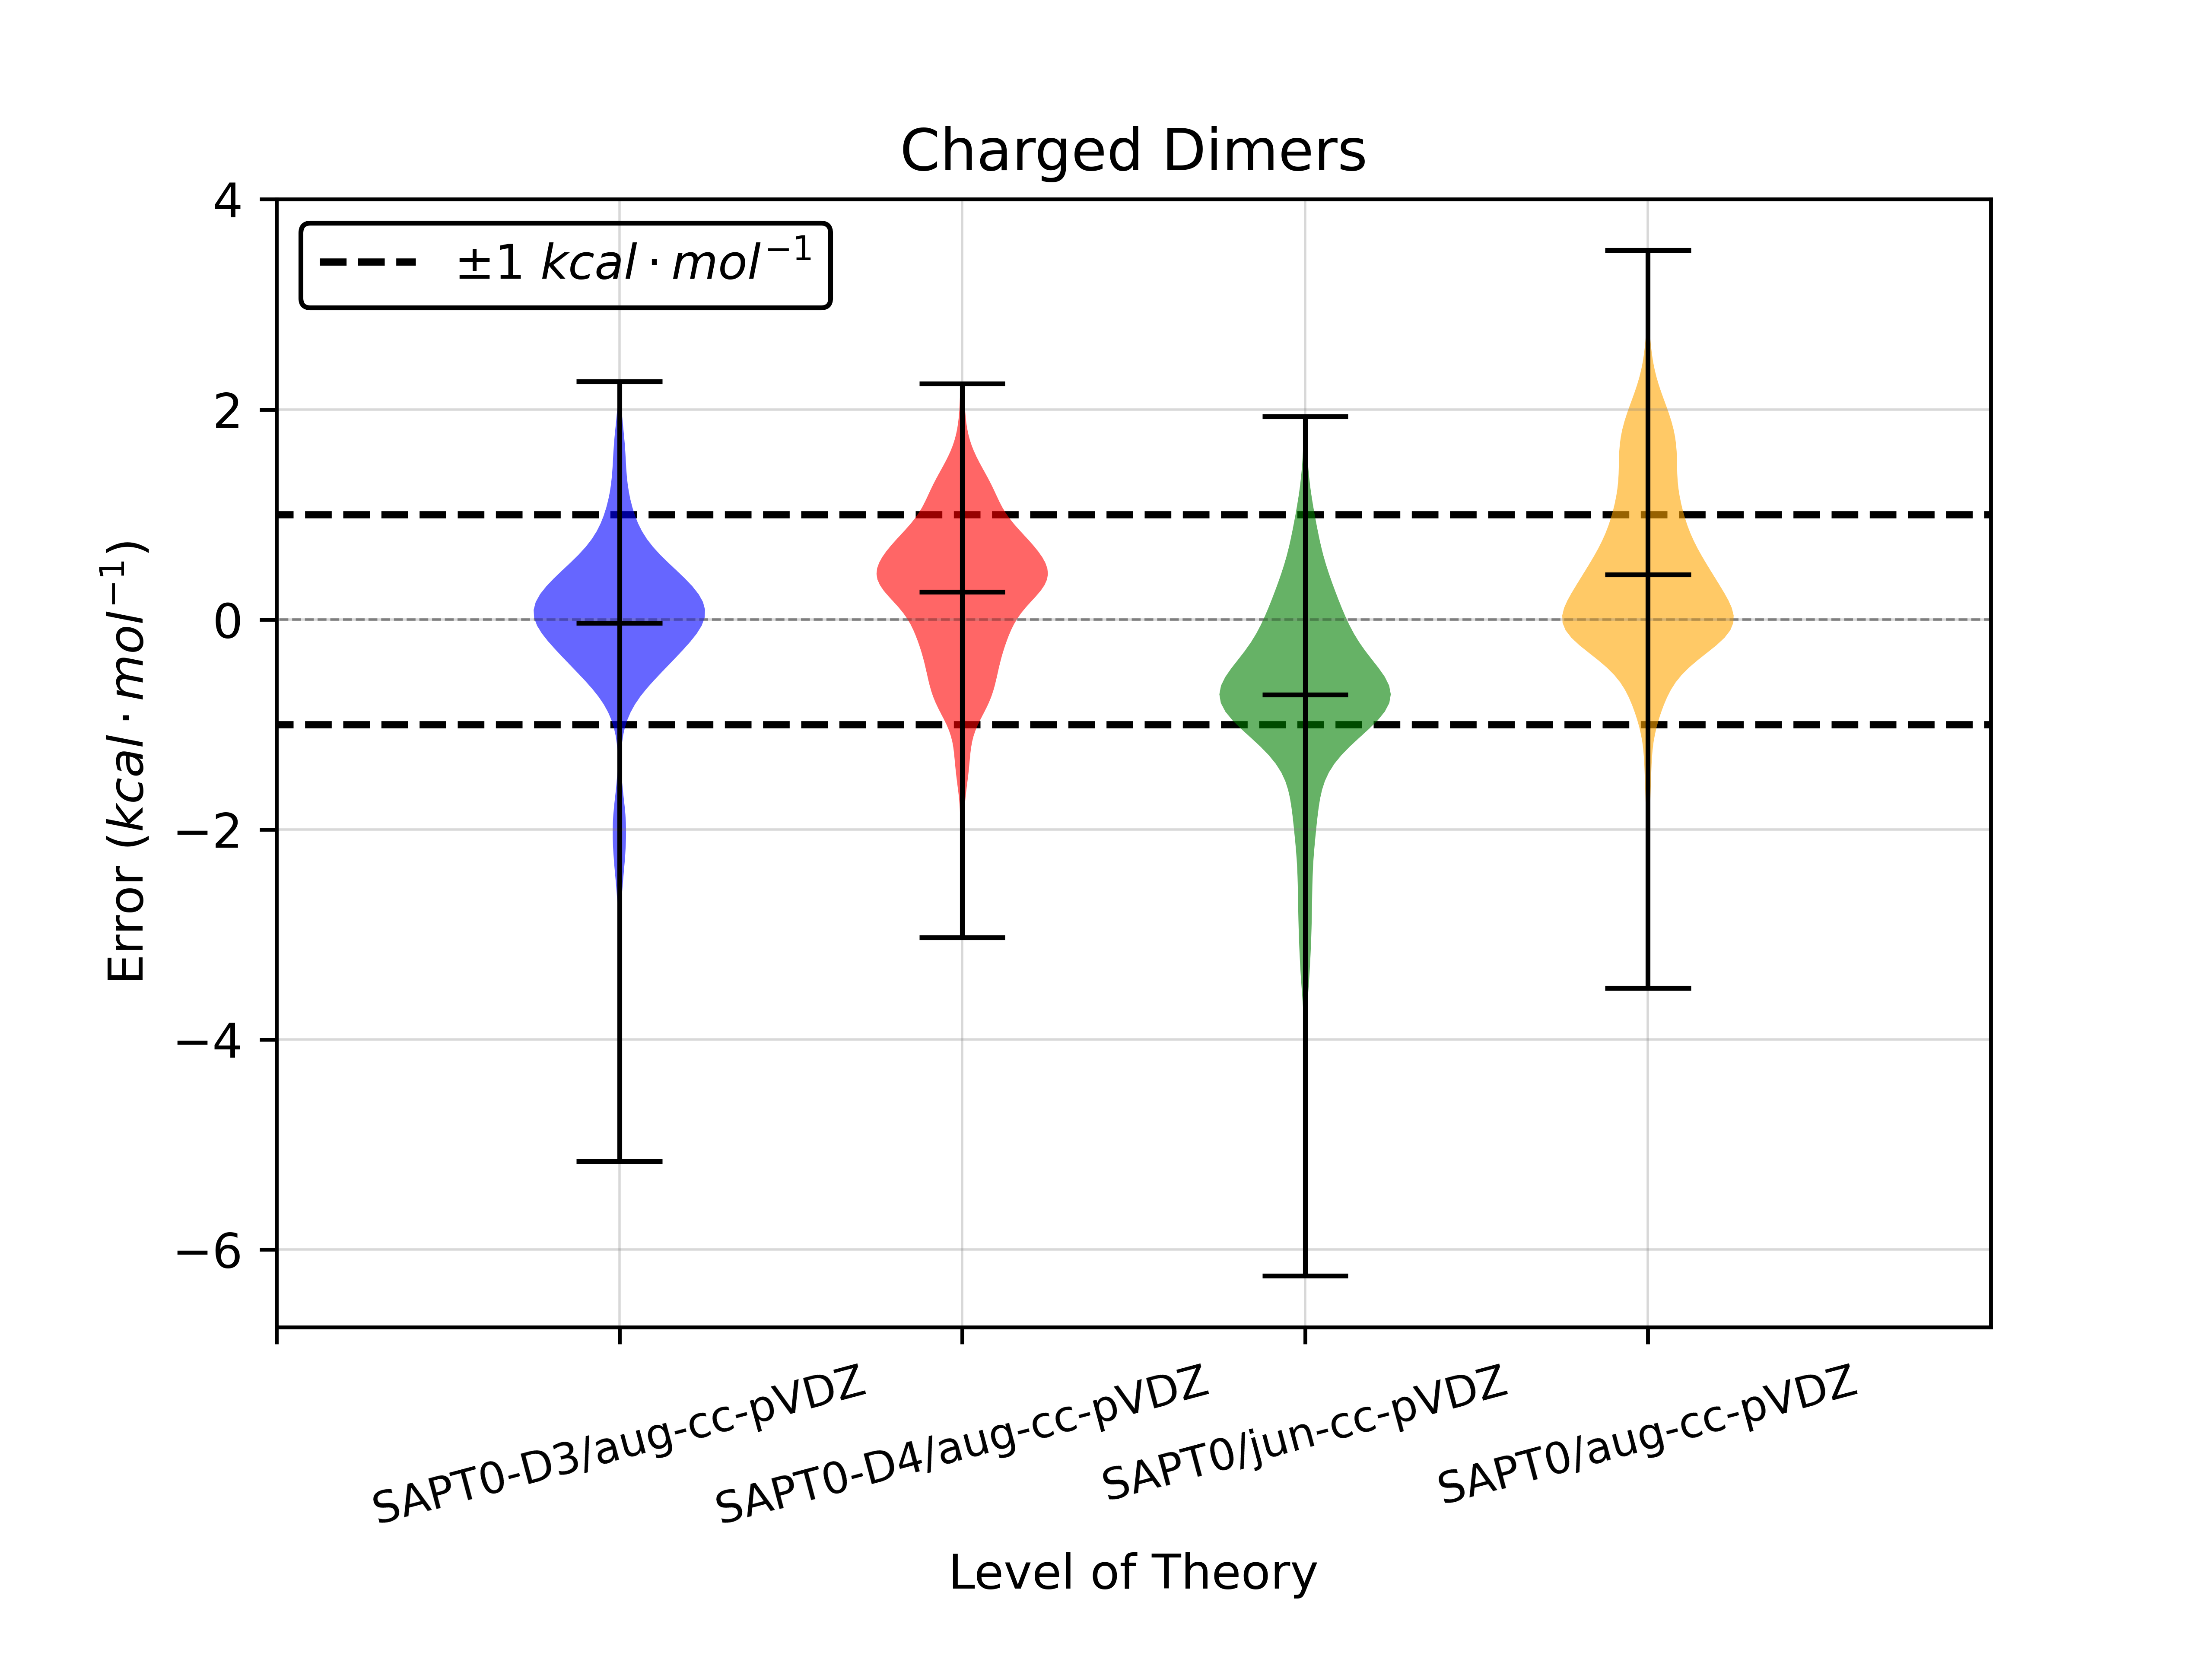 Charged Dimers
±1 kcal · mol⁻¹
Error (kcal · mol⁻¹)
4
2
0
−2
−4
−6
SAPT0-D3/aug-cc-pVDZ
SAPT0-D4/aug-cc-pVDZ
SAPT0/jun-cc-pVDZ
SAPT0/aug-cc-pVDZ
Level of Theory